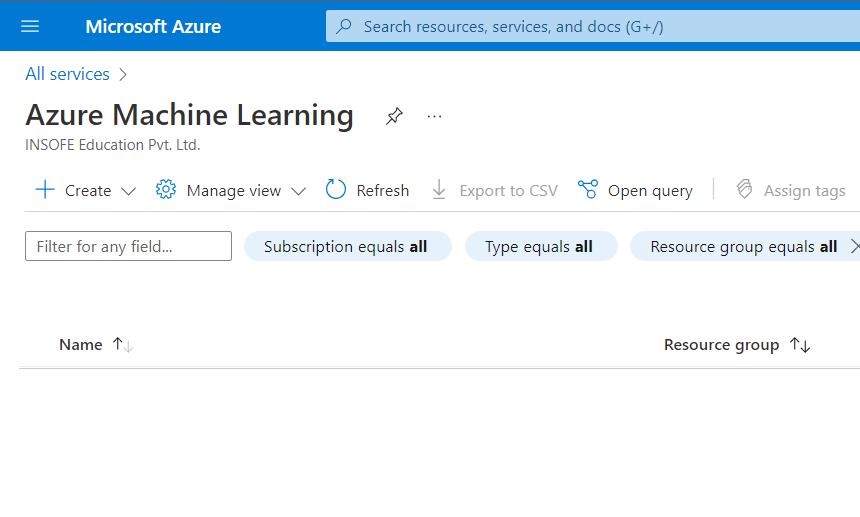 Microsoft Azure Search resources, services, and docs (G+/)
All services
Azure Machine Learning ...
INSOFE Education Pvt. Ltd.
Create Manage view Refresh Export to CSV Open query Assign tags
Filter for any field... Subscription equals all Type equals all Resource group equals all
Name Resource group